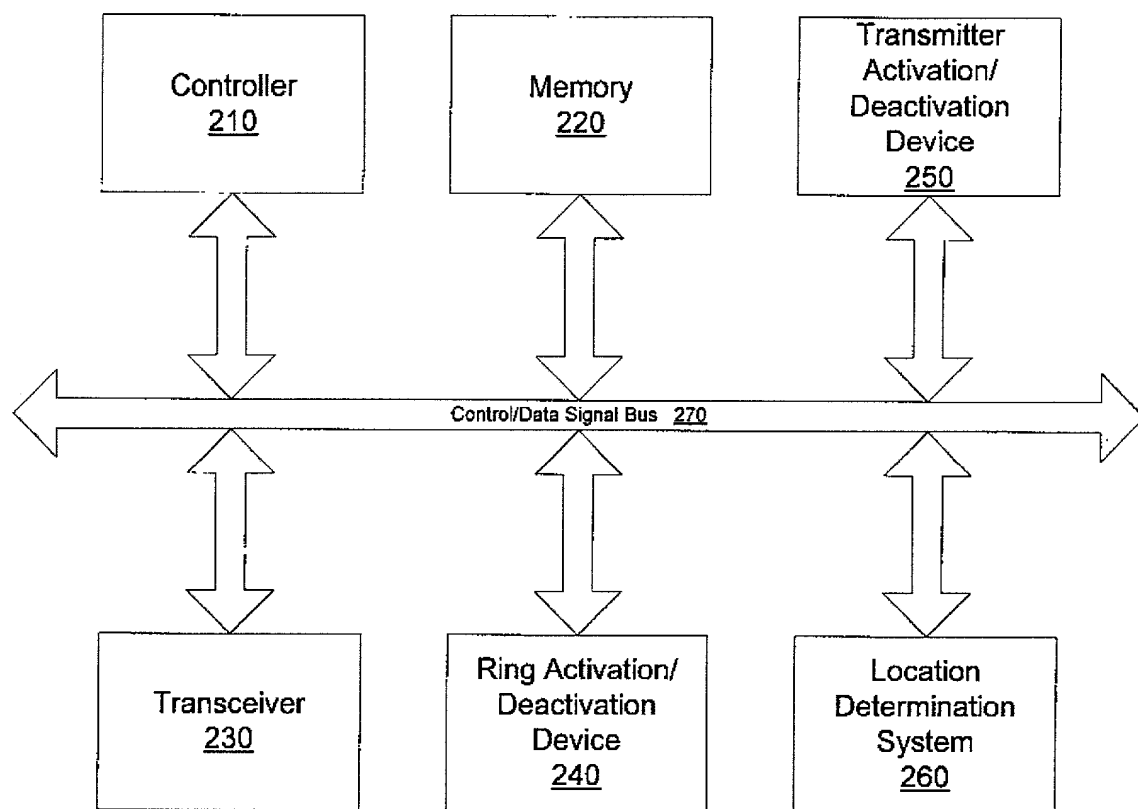 Controller
210
Memory
220
Transmitter
Activation/
Deactivation
Device
250
Control/Data Signal Bus 270
Transceiver
230
Ring Activation/
Deactivation
Device
240
Location
Determination
System
260